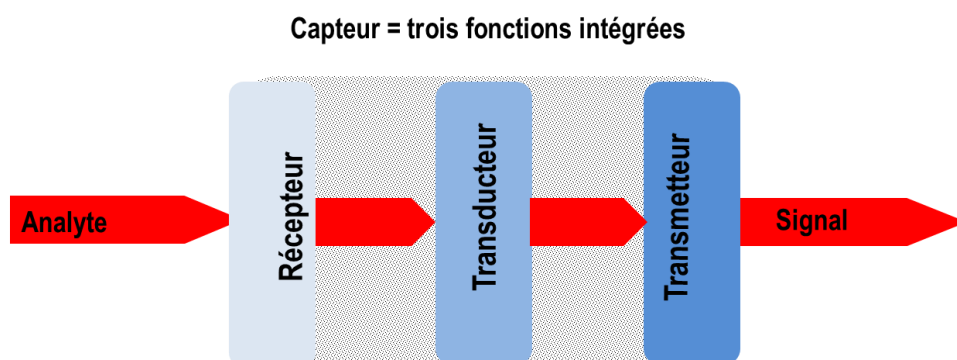 Capteur = trois fonctions intégrées
Analyte
Récepteur
Transducteur
Transmetteur
Signal